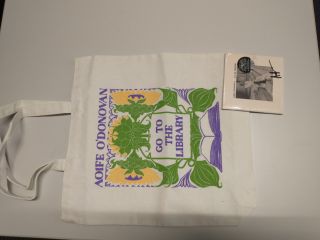 AOIFE O'DONOVAN
GO TO
THE
LIBRARY